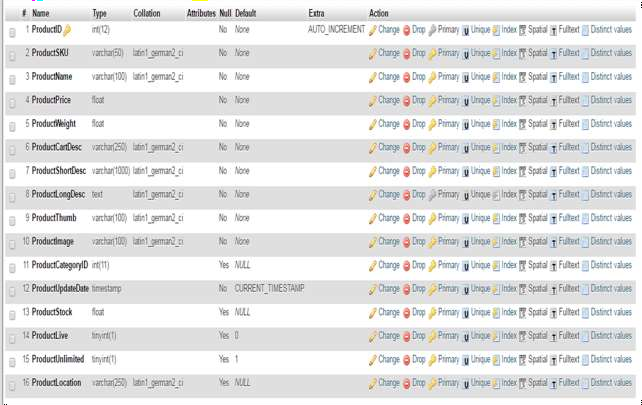 # Name Type Collation Attributes Null Default Extra Action
1 ProductID int(12) No None AUTO_INCREMENT Change Drop Primary Unique Index Spatial Fulltext Distinct values
2 ProductSKU varchar(50) latin1_german2_ci No None Change Drop Primary Unique Index Spatial Fulltext Distinct values
3 ProductName varchar(100) latin1_german2_ci No None Change Drop Primary Unique Index Spatial Fulltext Distinct values
4 ProductPrice float No None Change Drop Primary Unique Index Spatial Fulltext Distinct values
5 ProductWeight float No None Change Drop Primary Unique Index Spatial Fulltext Distinct values
6 ProductCartDesc varchar(250) latin1_german2_ci No None Change Drop Primary Unique Index Spatial Fulltext Distinct values
7 ProductShortDesc varchar(1000) latin1_german2_ci No None Change Drop Primary Unique Index Spatial Fulltext Distinct values
8 ProductLongDesc text latin1_german2_ci No None Change Drop Primary Unique Index Spatial Fulltext Distinct values
9 ProductThumb varchar(100) latin1_german2_ci No None Change Drop Primary Unique Index Spatial Fulltext Distinct values
10 ProductImage varchar(100) latin1_german2_ci No None Change Drop Primary Unique Index Spatial Fulltext Distinct values
11 ProductCategoryID int(11) Yes NULL Change Drop Primary Unique Index Spatial Fulltext Distinct values
12 ProductUpdateDate timestamp No CURRENT_TIMESTAMP Change Drop Primary Unique Index Spatial Fulltext Distinct values
13 ProductStock float Yes NULL Change Drop Primary Unique Index Spatial Fulltext Distinct values
14 ProductLive tinyint(1) Yes 0 Change Drop Primary Unique Index Spatial Fulltext Distinct values
15 ProductUnlimited tinyint(1) Yes 1 Change Drop Primary Unique Index Spatial Fulltext Distinct values
16 ProductLocation varchar(250) latin1_german2_ci Yes NULL Change Drop Primary Unique Index Spatial Fulltext Distinct values